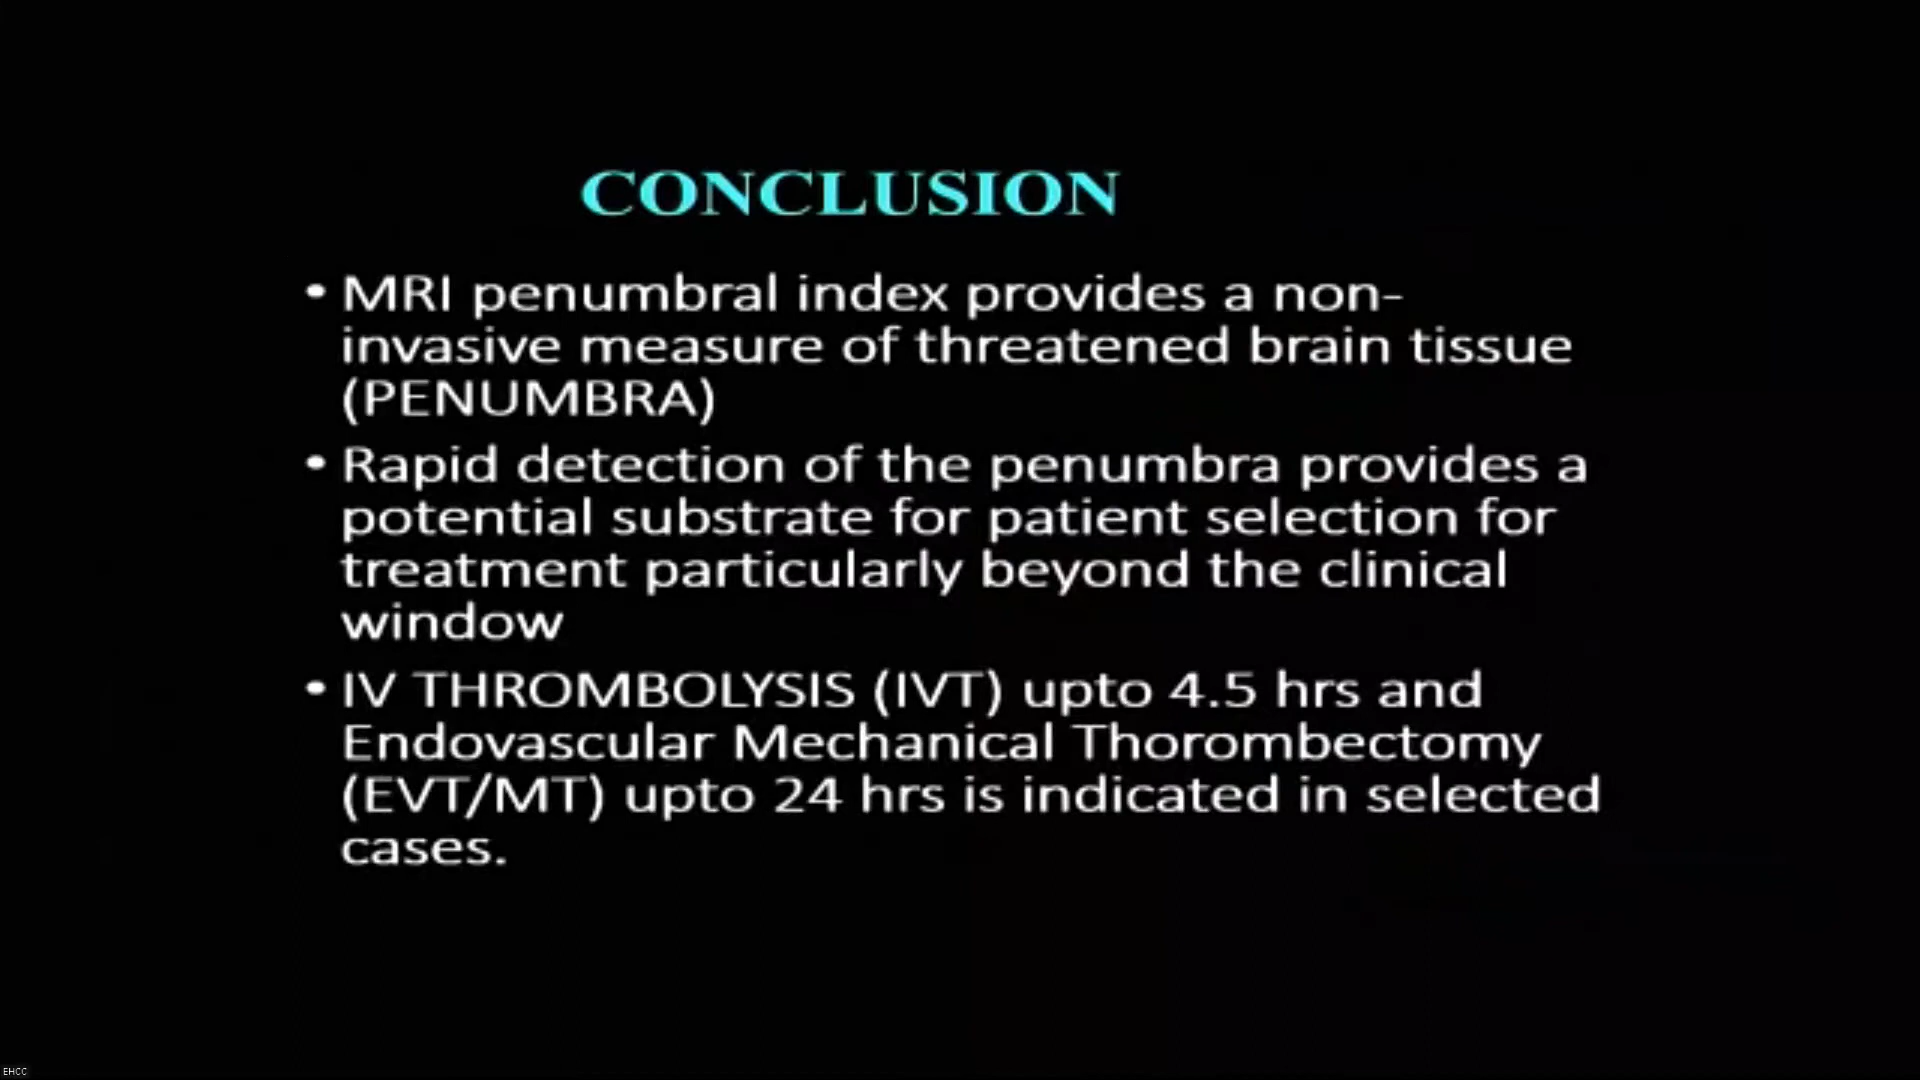 CONCLUSION
• MRI penumbral index provides a non-
invasive measure of threatened brain tissue
(PENUMBRA)
• Rapid detection of the penumbra provides a
potential substrate for patient selection for
treatment particularly beyond the clinical
window
• IV THROMBOLYSIS (IVT) upto 4.5 hrs and
Endovascular Mechanical Thorombectomy
(EVT/MT) upto 24 hrs is indicated in selected
cases.
EHCC